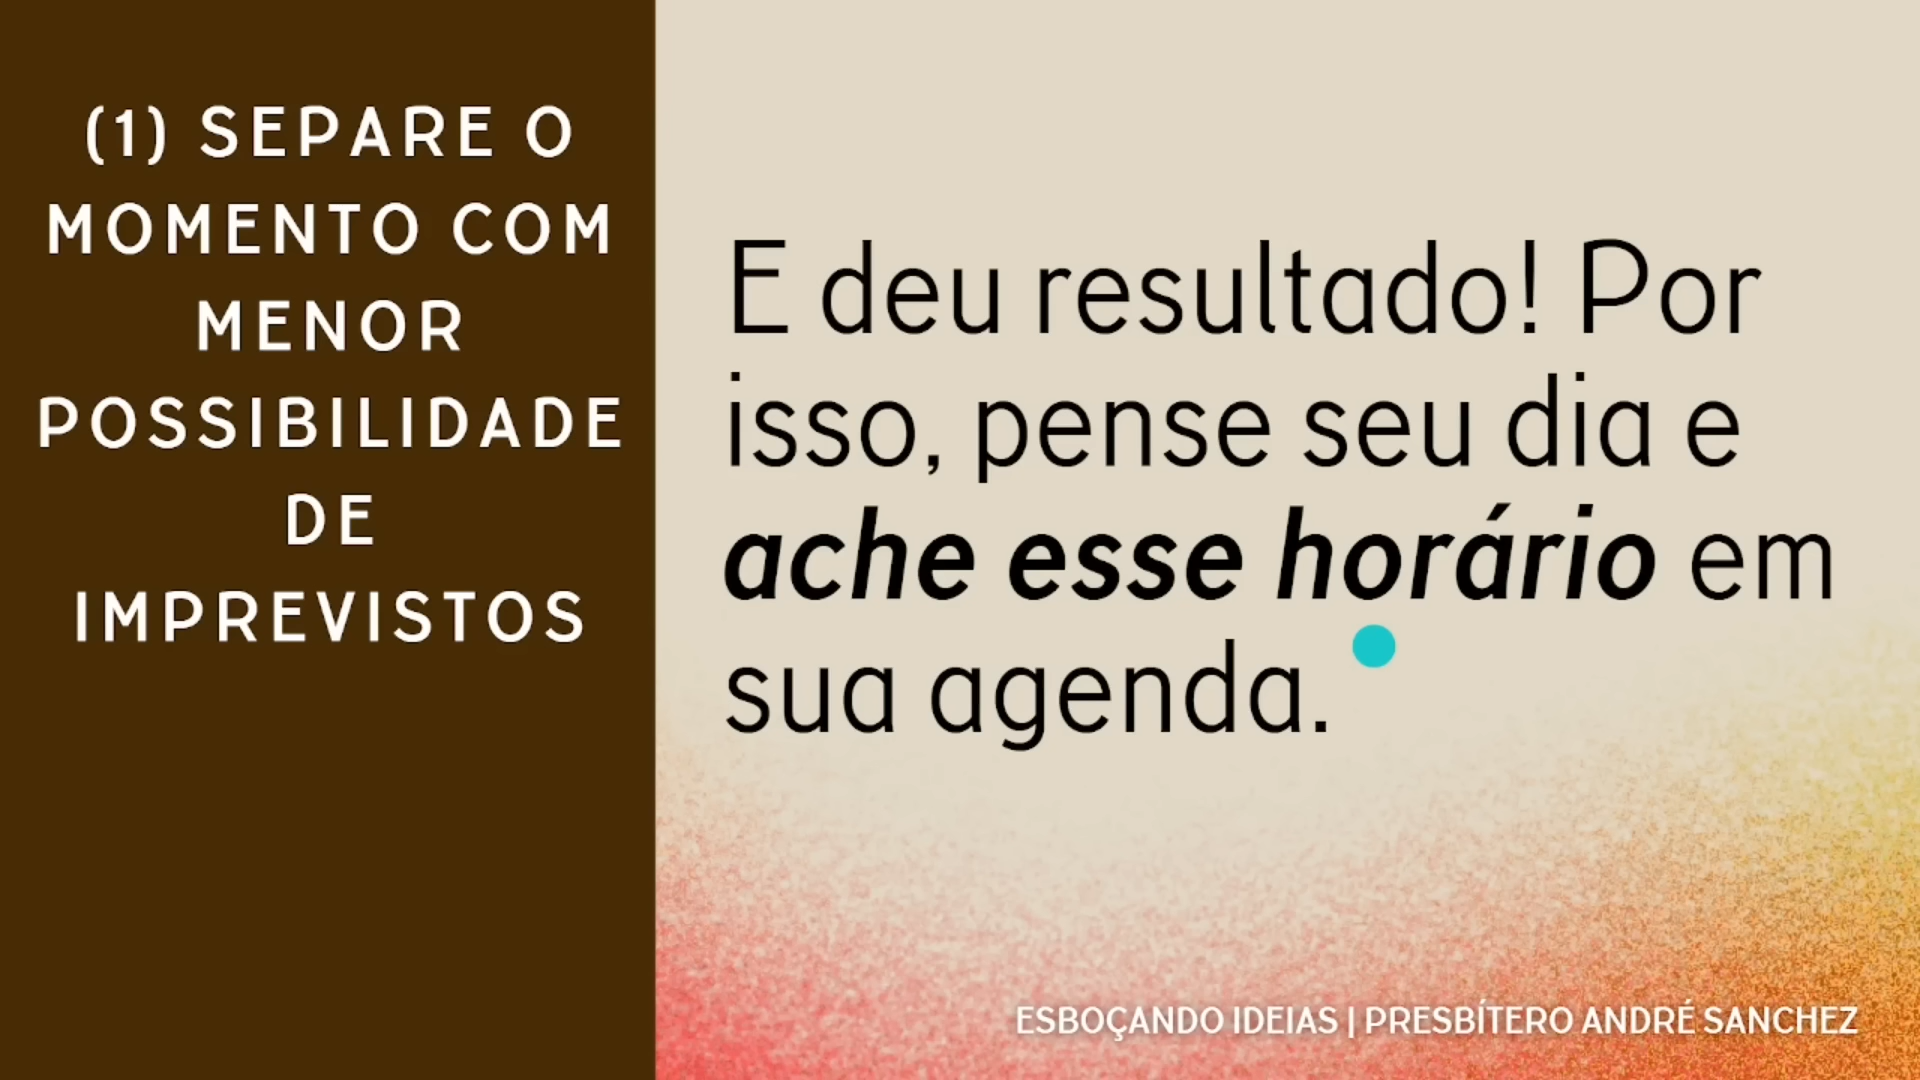 (1) SEPARE O
MOMENTO COM
MENOR
POSSIBILIDADE
DE
IMPREVISTOS
E deu resultado! Por
isso, pense seu dia e
ache esse horário em
sua agenda.
ESBOÇANDO IDEIAS | PRESBÍTERO ANDRÉ SANCHEZ